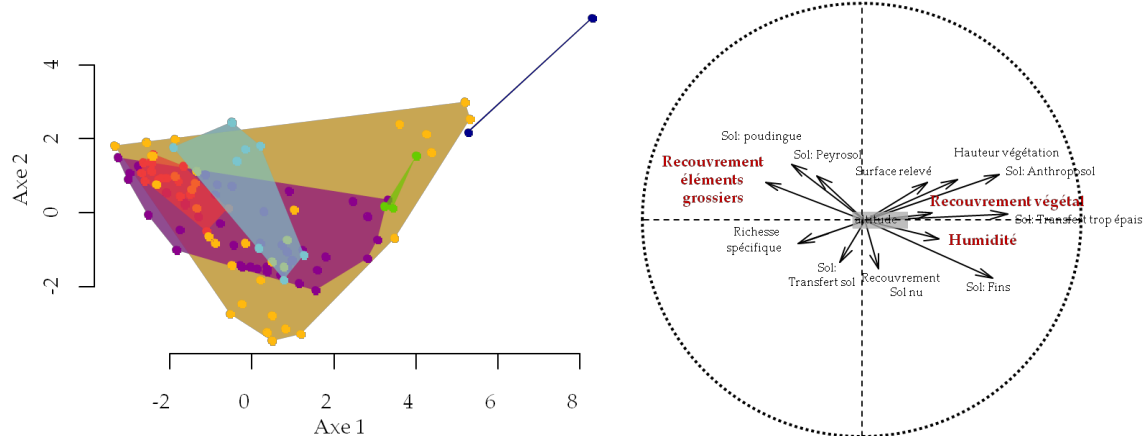 4
2
0
-2
Axe 2
-2
0
2
4
6
8
Axe 1
Sol: poudingue
Sol: Peyrosol
Recouvrement
éléments
grossiers
Surface relevé
Hauteur végétation
Sol: Anthroposol
Recouvrement végétal
altitude
Sol: Transfert trop épais
Richesse
spécifique
Humidité
Sol:
Transfert sol
Recouvrement
Sol nu
Sol: Fins